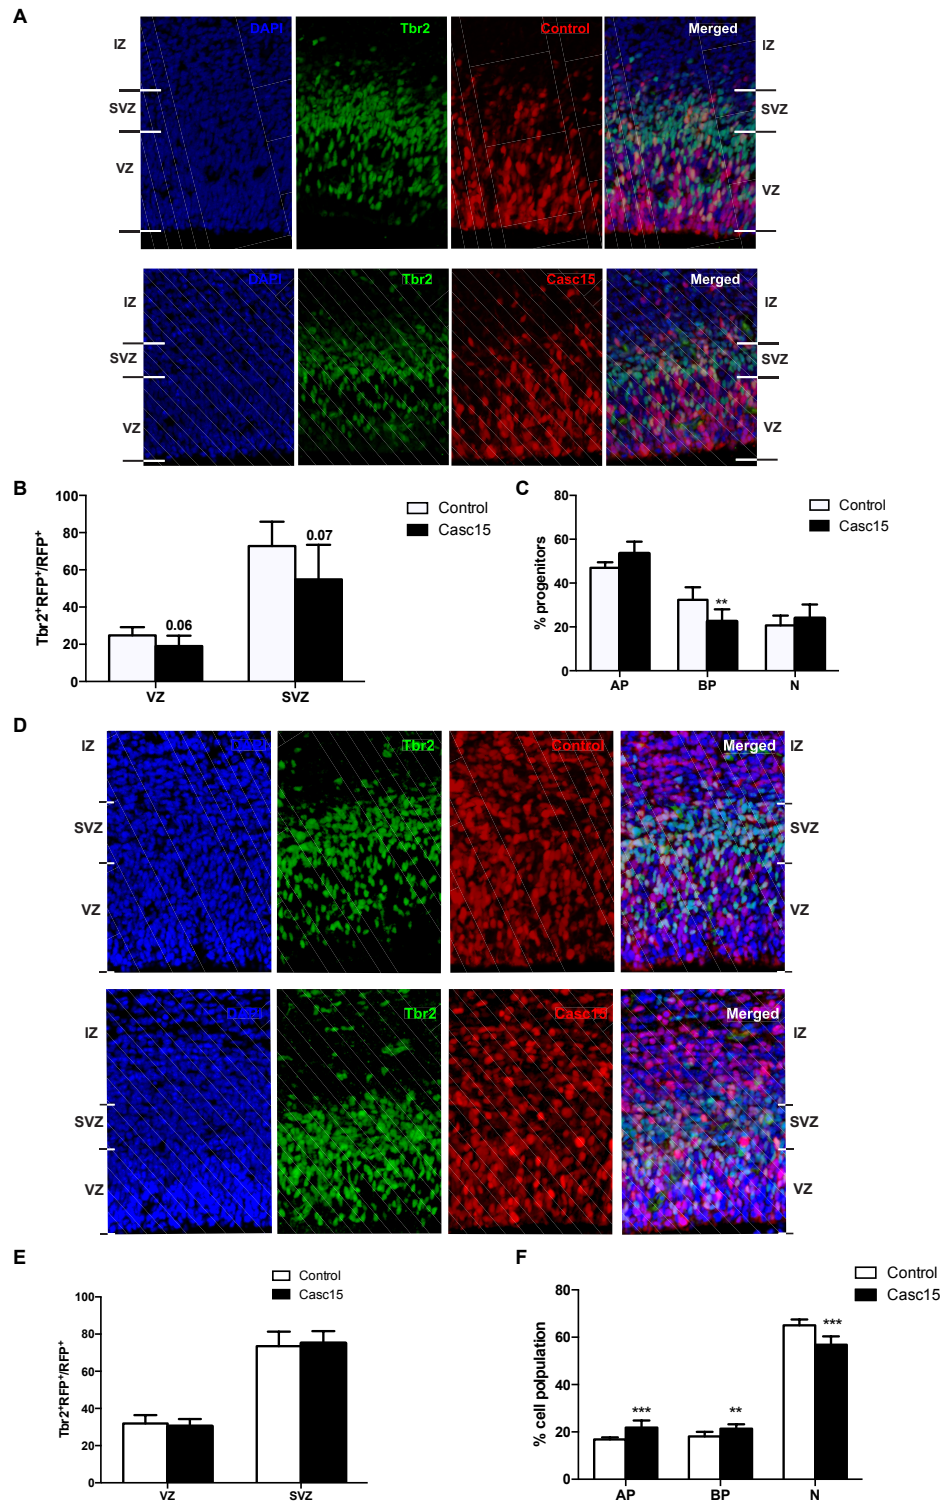 A
DAPI Tbr2 Control Merged
IZ IZ
SVZ SVZ
VZ VZ
DAPI Tbr2 Casc15 Merged
IZ IZ
SVZ SVZ
VZ VZ
B
Tbr2+RFP+/RFP+
100
80
60
40
20
0
0.06
0.07
VZ SVZ
Control
Casc15
C
% progenitors
80
60
40
20
0
**
AP BP N
Control
Casc15
D
Tbr2 Control Merged
IZ IZ
SVZ SVZ
VZ VZ
Tbr2 Casc15 Merged
IZ IZ
SVZ SVZ
VZ VZ
E
Tbr2+RFP+/RFP+
100
80
60
40
20
0
VZ SVZ
Control
Casc15
F
% cell polpulation
80
60
40
20
0
*** ** ***
AP BP N
Control
Casc15